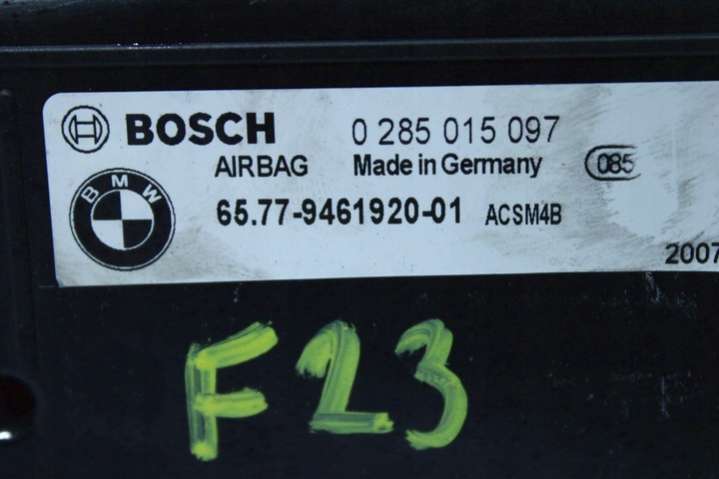 BOSCH 0 285 015 097
AIRBAG Made in Germany 085
BMW
65.77-9461920-01 ACSM4B
2007
F23